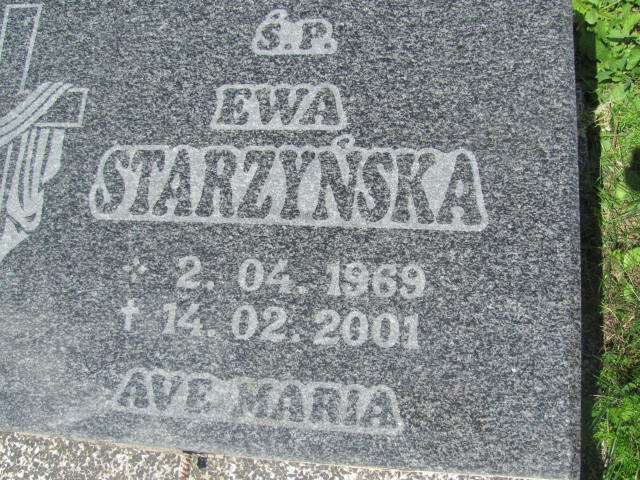 Ś.P.
EWA
STARZYŃSKA
* 2. 04. 1969
† 14. 02. 2001
AVE MARIA